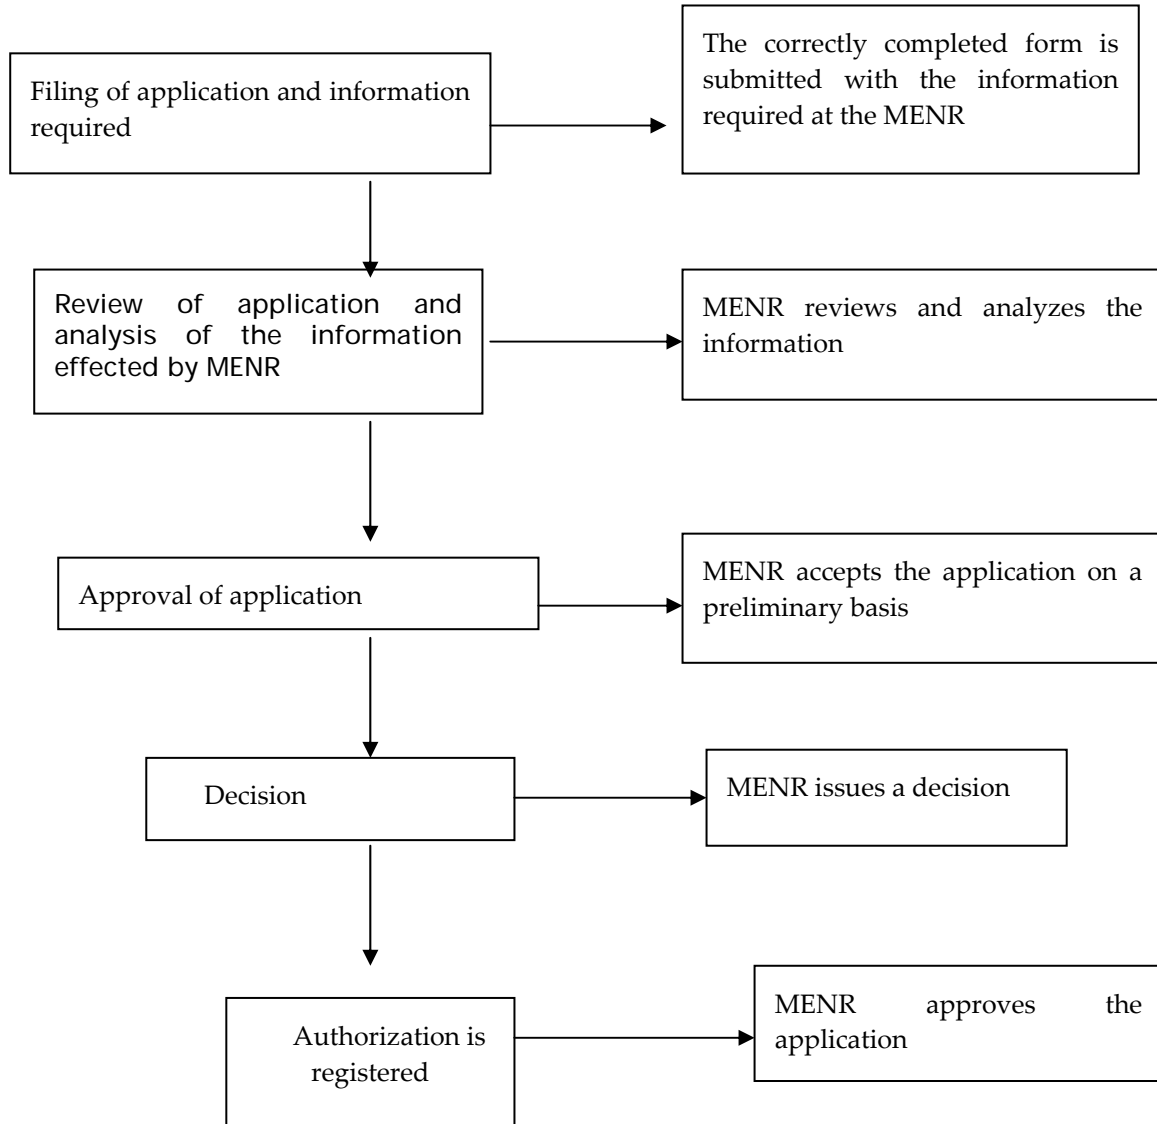 Filing of application and information
required
The correctly completed form is
submitted with the information
required at the MENR
Review of application and
analysis of the information
effected by MENR
MENR reviews and analyzes the
information
Approval of application
MENR accepts the application on a
preliminary basis
Decision
MENR issues a decision
Authorization is
registered
MENR approves the
application